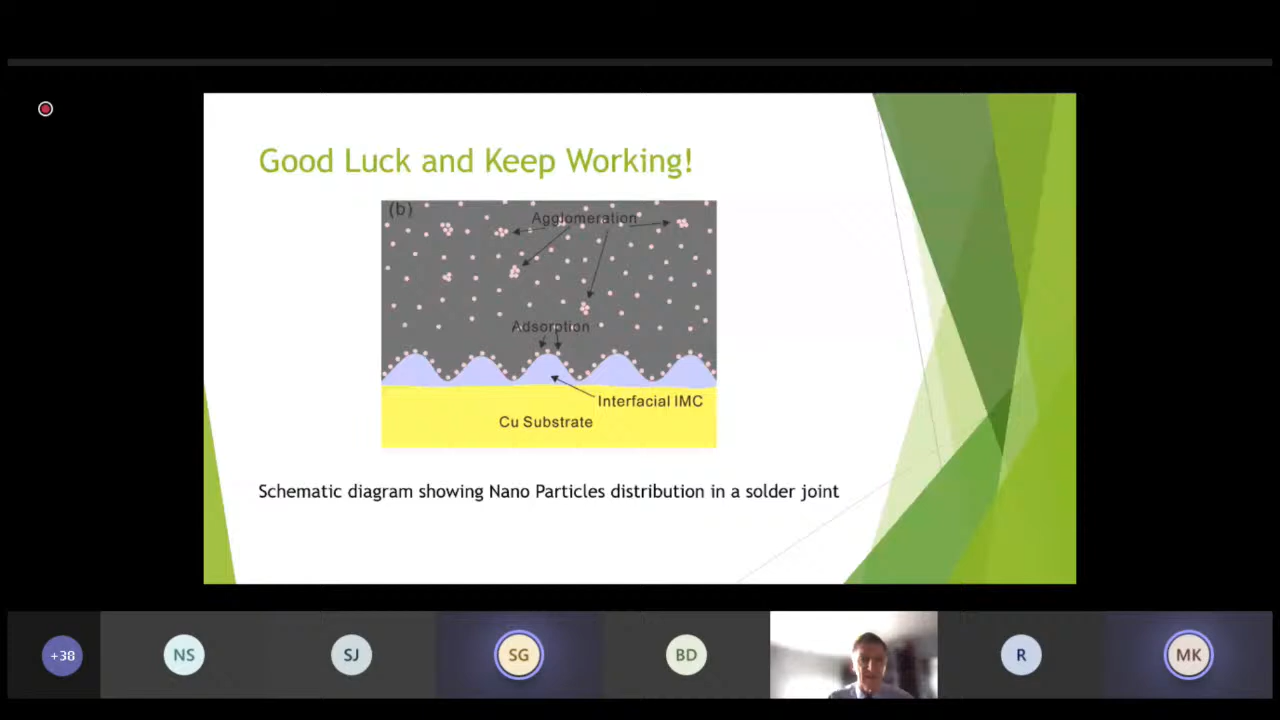 Good Luck and Keep Working!
(b)
Agglomeration
Adsorption
Interfacial IMC
Cu Substrate
Schematic diagram showing Nano Particles distribution in a solder joint
+38
NS
SJ
SG
BD
R
MK